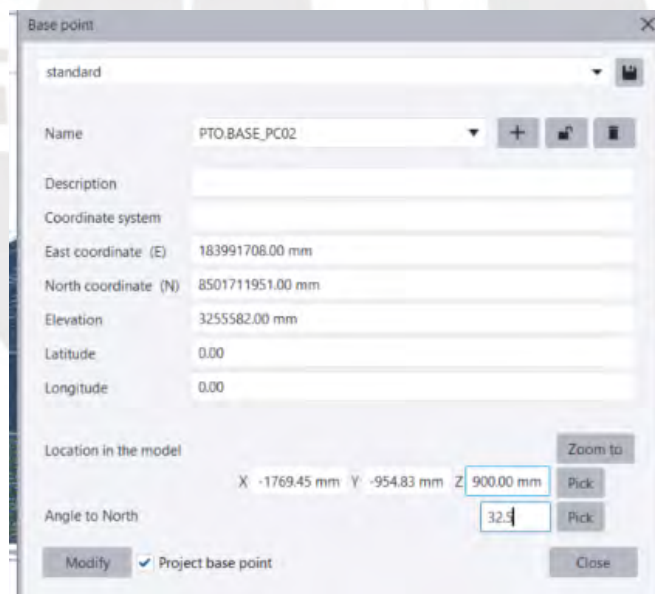 Base point
standard
Name PTO.BASE_PC02
Description
Coordinate system
East coordinate (E) 183991708.00 mm
North coordinate (N) 8501711951.00 mm
Elevation 3255582.00 mm
Latitude 0.00
Longitude 0.00
Location in the model Zoom to
X -1769.45 mm Y -954.83 mm Z 900.00 mm Pick
Angle to North 32.5 Pick
Modify Project base point Close